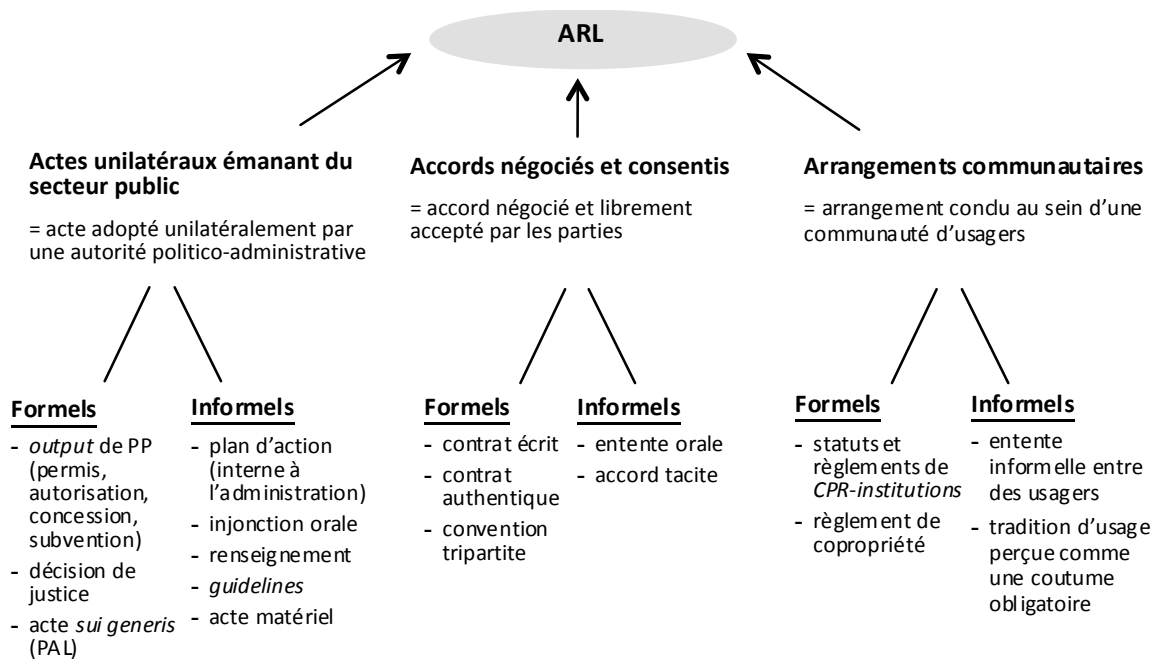 ARL
Actes unilatéraux émanant du
secteur public
= acte adopté unilatéralement par
une autorité politico-administrative
Formels
- output de PP
(permis,
autorisation,
concession,
subvention)
- décision de
justice
- acte sui generis
(PAL)
Informels
- plan d’action
(interne à
l’administration)
- injonction orale
- renseignement
- guidelines
- acte matériel
Accords négociés et consentis
= accord négocié et librement
accepté par les parties
Formels
- contrat écrit
- contrat
authentique
- convention
tripartite
Informels
- entente orale
- accord tacite
Arrangements communautaires
= arrangement conclu au sein d’une
communauté d’usagers
Formels
- statuts et
règlements de
CPR-institutions
- règlement de
copropriété
Informels
- entente
informelle entre
des usagers
- tradition d’usage
perçue comme
une coutume
obligatoire